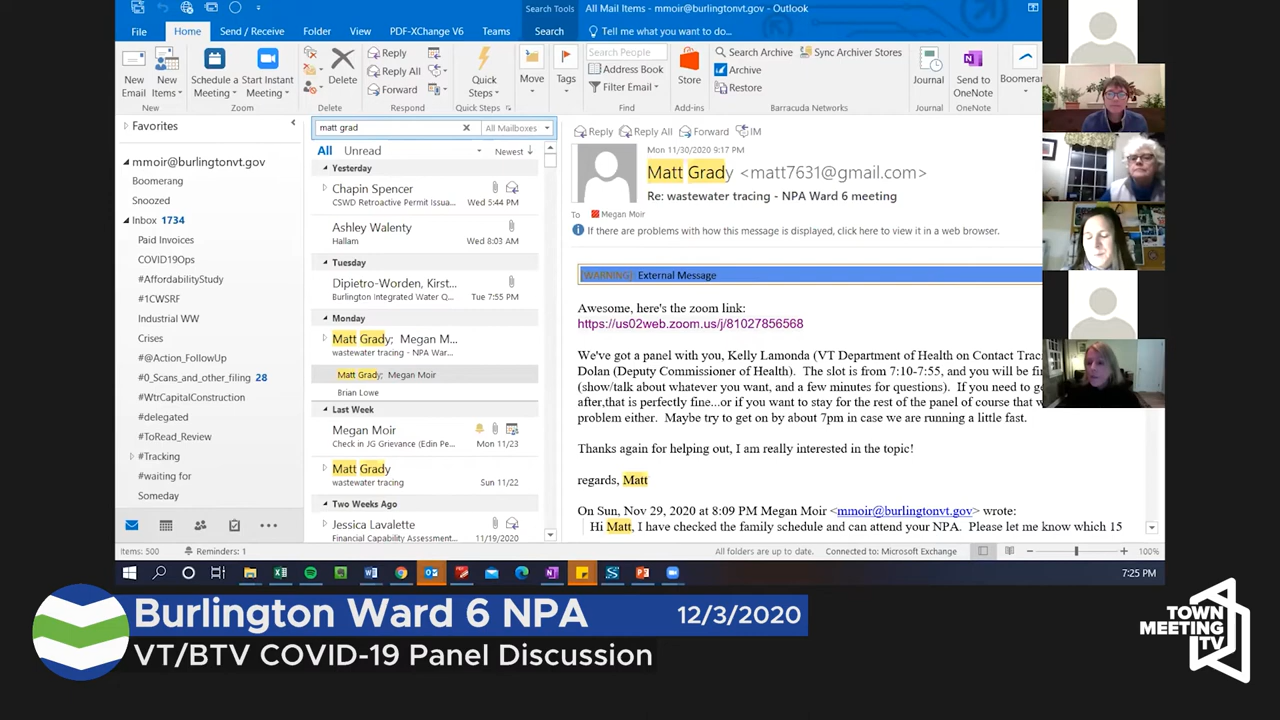 Search Tools
All Mail Items - mmoir@burlingtonvt.gov - Outlook
File Home Send / Receive Folder View PDF-XChange V6 Teams Search Tell me what you want to do...
New Email
New Items
Schedule a Meeting
Start Instant Meeting
Delete
Reply
Reply All
Forward
Quick Steps
Move
Tags
Search People
Address Book
Filter Email
Store
Search Archive
Sync Archiver Stores
Archive
Restore
Journal
Send to OneNote
Boomerang
New Zoom Delete Respond Quick Steps Find Add-ins Barracuda Networks Journal OneNote
Favorites
mmoir@burlingtonvt.gov
Boomerang
Snoozed
Inbox 1734
Paid Invoices
COVID19Ops
#AffordabilityStudy
#1CWSRF
Industrial WW
Crises
#@Action_FollowUp
#0_Scans_and_other_filing 28
#WtrCapitalConstruction
#delegated
#ToRead_Review
#Tracking
#waiting for
Someday
matt grad
All Mailboxes
All Unread Newest
Yesterday
Chapin Spencer
CSWD Retroactive Permit Issua... Wed 5:44 PM
Ashley Walenty
Hallam Wed 8:03 AM
Tuesday
Dipietro-Worden, Kirst...
Burlington Integrated Water Q... Tue 7:55 PM
Monday
Matt Grady; Megan M...
wastewater tracing - NPA War...
Matt Grady; Megan Moir
Brian Lowe
Last Week
Megan Moir
Check in JG Grievance (Edin Pe... Mon 11/23
Matt Grady
wastewater tracing Sun 11/22
Two Weeks Ago
Jessica Lavalette
Financial Capability Assessment... 11/19/2020
Reply Reply All Forward IM
Mon 11/30/2020 9:17 PM
Matt Grady <matt7631@gmail.com>
Re: wastewater tracing - NPA Ward 6 meeting
To Megan Moir
If there are problems with how this message is displayed, click here to view it in a web browser.
[WARNING]: External Message
Awesome, here's the zoom link:
https://us02web.zoom.us/j/81027856568
We've got a panel with you, Kelly Lamonda (VT Department of Health on Contact Trac
Dolan (Deputy Commissioner of Health). The slot is from 7:10-7:55, and you will be fir
(show/talk about whatever you want, and a few minutes for questions). If you need to ge
after,that is perfectly fine...or if you want to stay for the rest of the panel of course that w
problem either. Maybe try to get on by about 7pm in case we are running a little fast.
Thanks again for helping out, I am really interested in the topic!
regards, Matt
On Sun, Nov 29, 2020 at 8:09 PM Megan Moir <mmoir@burlingtonvt.gov> wrote:
Hi Matt, I have checked the family schedule and can attend your NPA. Please let me know which 15
Items: 500 Reminders: 1 All folders are up to date. Connected to: Microsoft Exchange 100%
7:25 PM
Burlington Ward 6 NPA 12/3/2020
VT/BTV COVID-19 Panel Discussion
TOWN
MEETING
TV